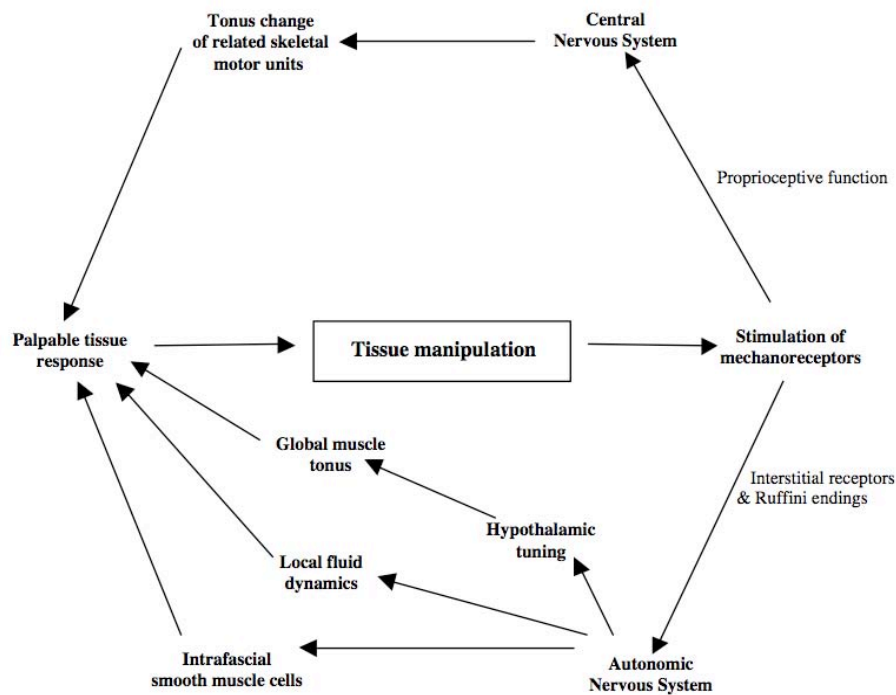 Tonus change
of related skeletal
motor units
Central
Nervous System
Proprioceptive function
Palpable tissue
response
Tissue manipulation
Stimulation of
mechanoreceptors
Global muscle
tonus
Interstitial receptors
& Ruffini endings
Hypothalamic
tuning
Local fluid
dynamics
Intrafascial
smooth muscle cells
Autonomic
Nervous System